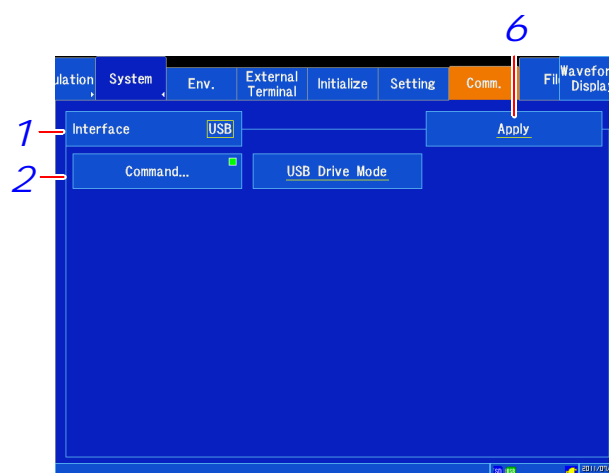 6
ulation System Env. External Terminal Initialize Setting Comm. Fil Wavefor Displa
1 Interface USB Apply
2 Command... USB Drive Mode